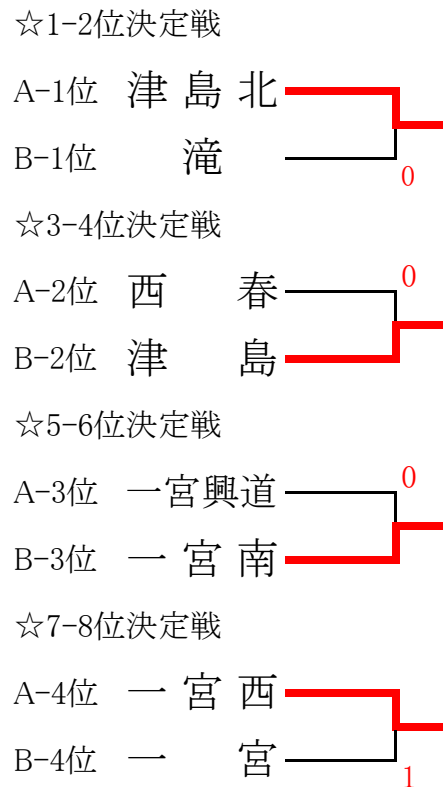 ☆1-2位決定戦
A-1位 津島北
B-1位 滝
0
☆3-4位決定戦
0
A-2位 西春
B-2位 津島
☆5-6位決定戦
0
A-3位 一宮興道
B-3位 一宮南
☆7-8位決定戦
A-4位 一宮西
B-4位 一宮
1